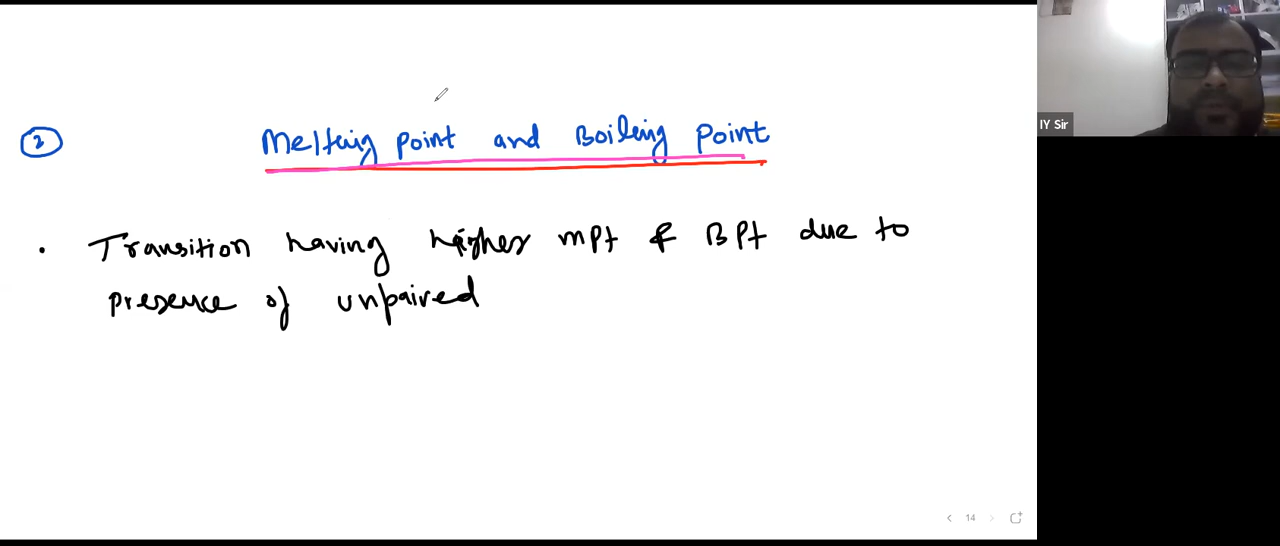 2
Melting point and Boiling point
IY Sir
• Transition having higher mpt & BPt due to
presence of unpaired
14